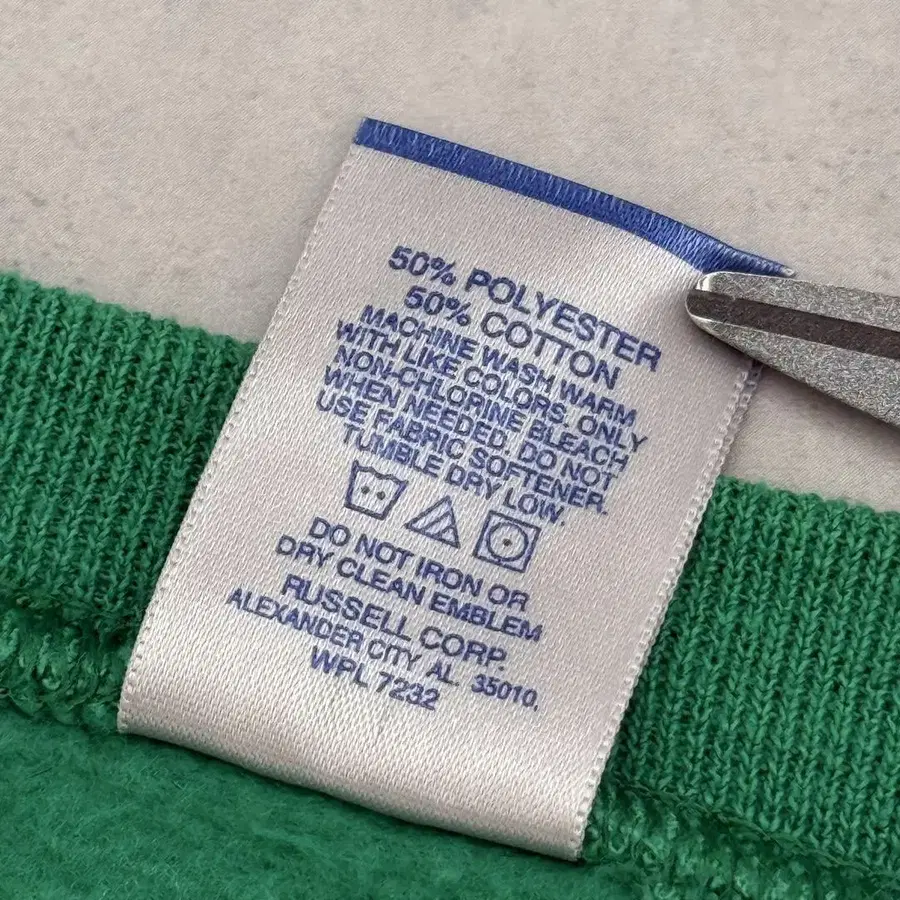 50% POLYESTER
50% COTTON
MACHINE WASH WARM
WITH LIKE COLORS. ONLY
NON-CHLORINE BLEACH
WHEN NEEDED. DO NOT
USE FABRIC SOFTENER.
TUMBLE DRY LOW.
DO NOT IRON OR
DRY CLEAN EMBLEM
RUSSELL CORP.
ALEXANDER CITY AL. 35010.
WPL 7232